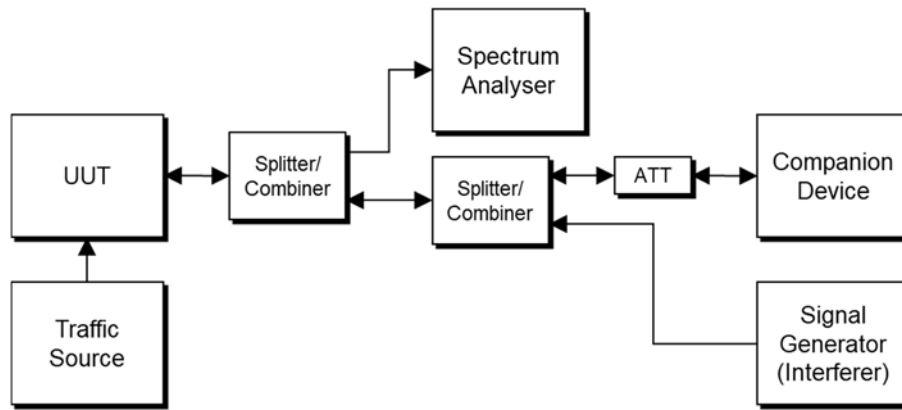 Spectrum
Analyser
UUT
Splitter/
Combiner
Splitter/
Combiner
ATT
Companion
Device
Traffic
Source
Signal
Generator
(Interferer)